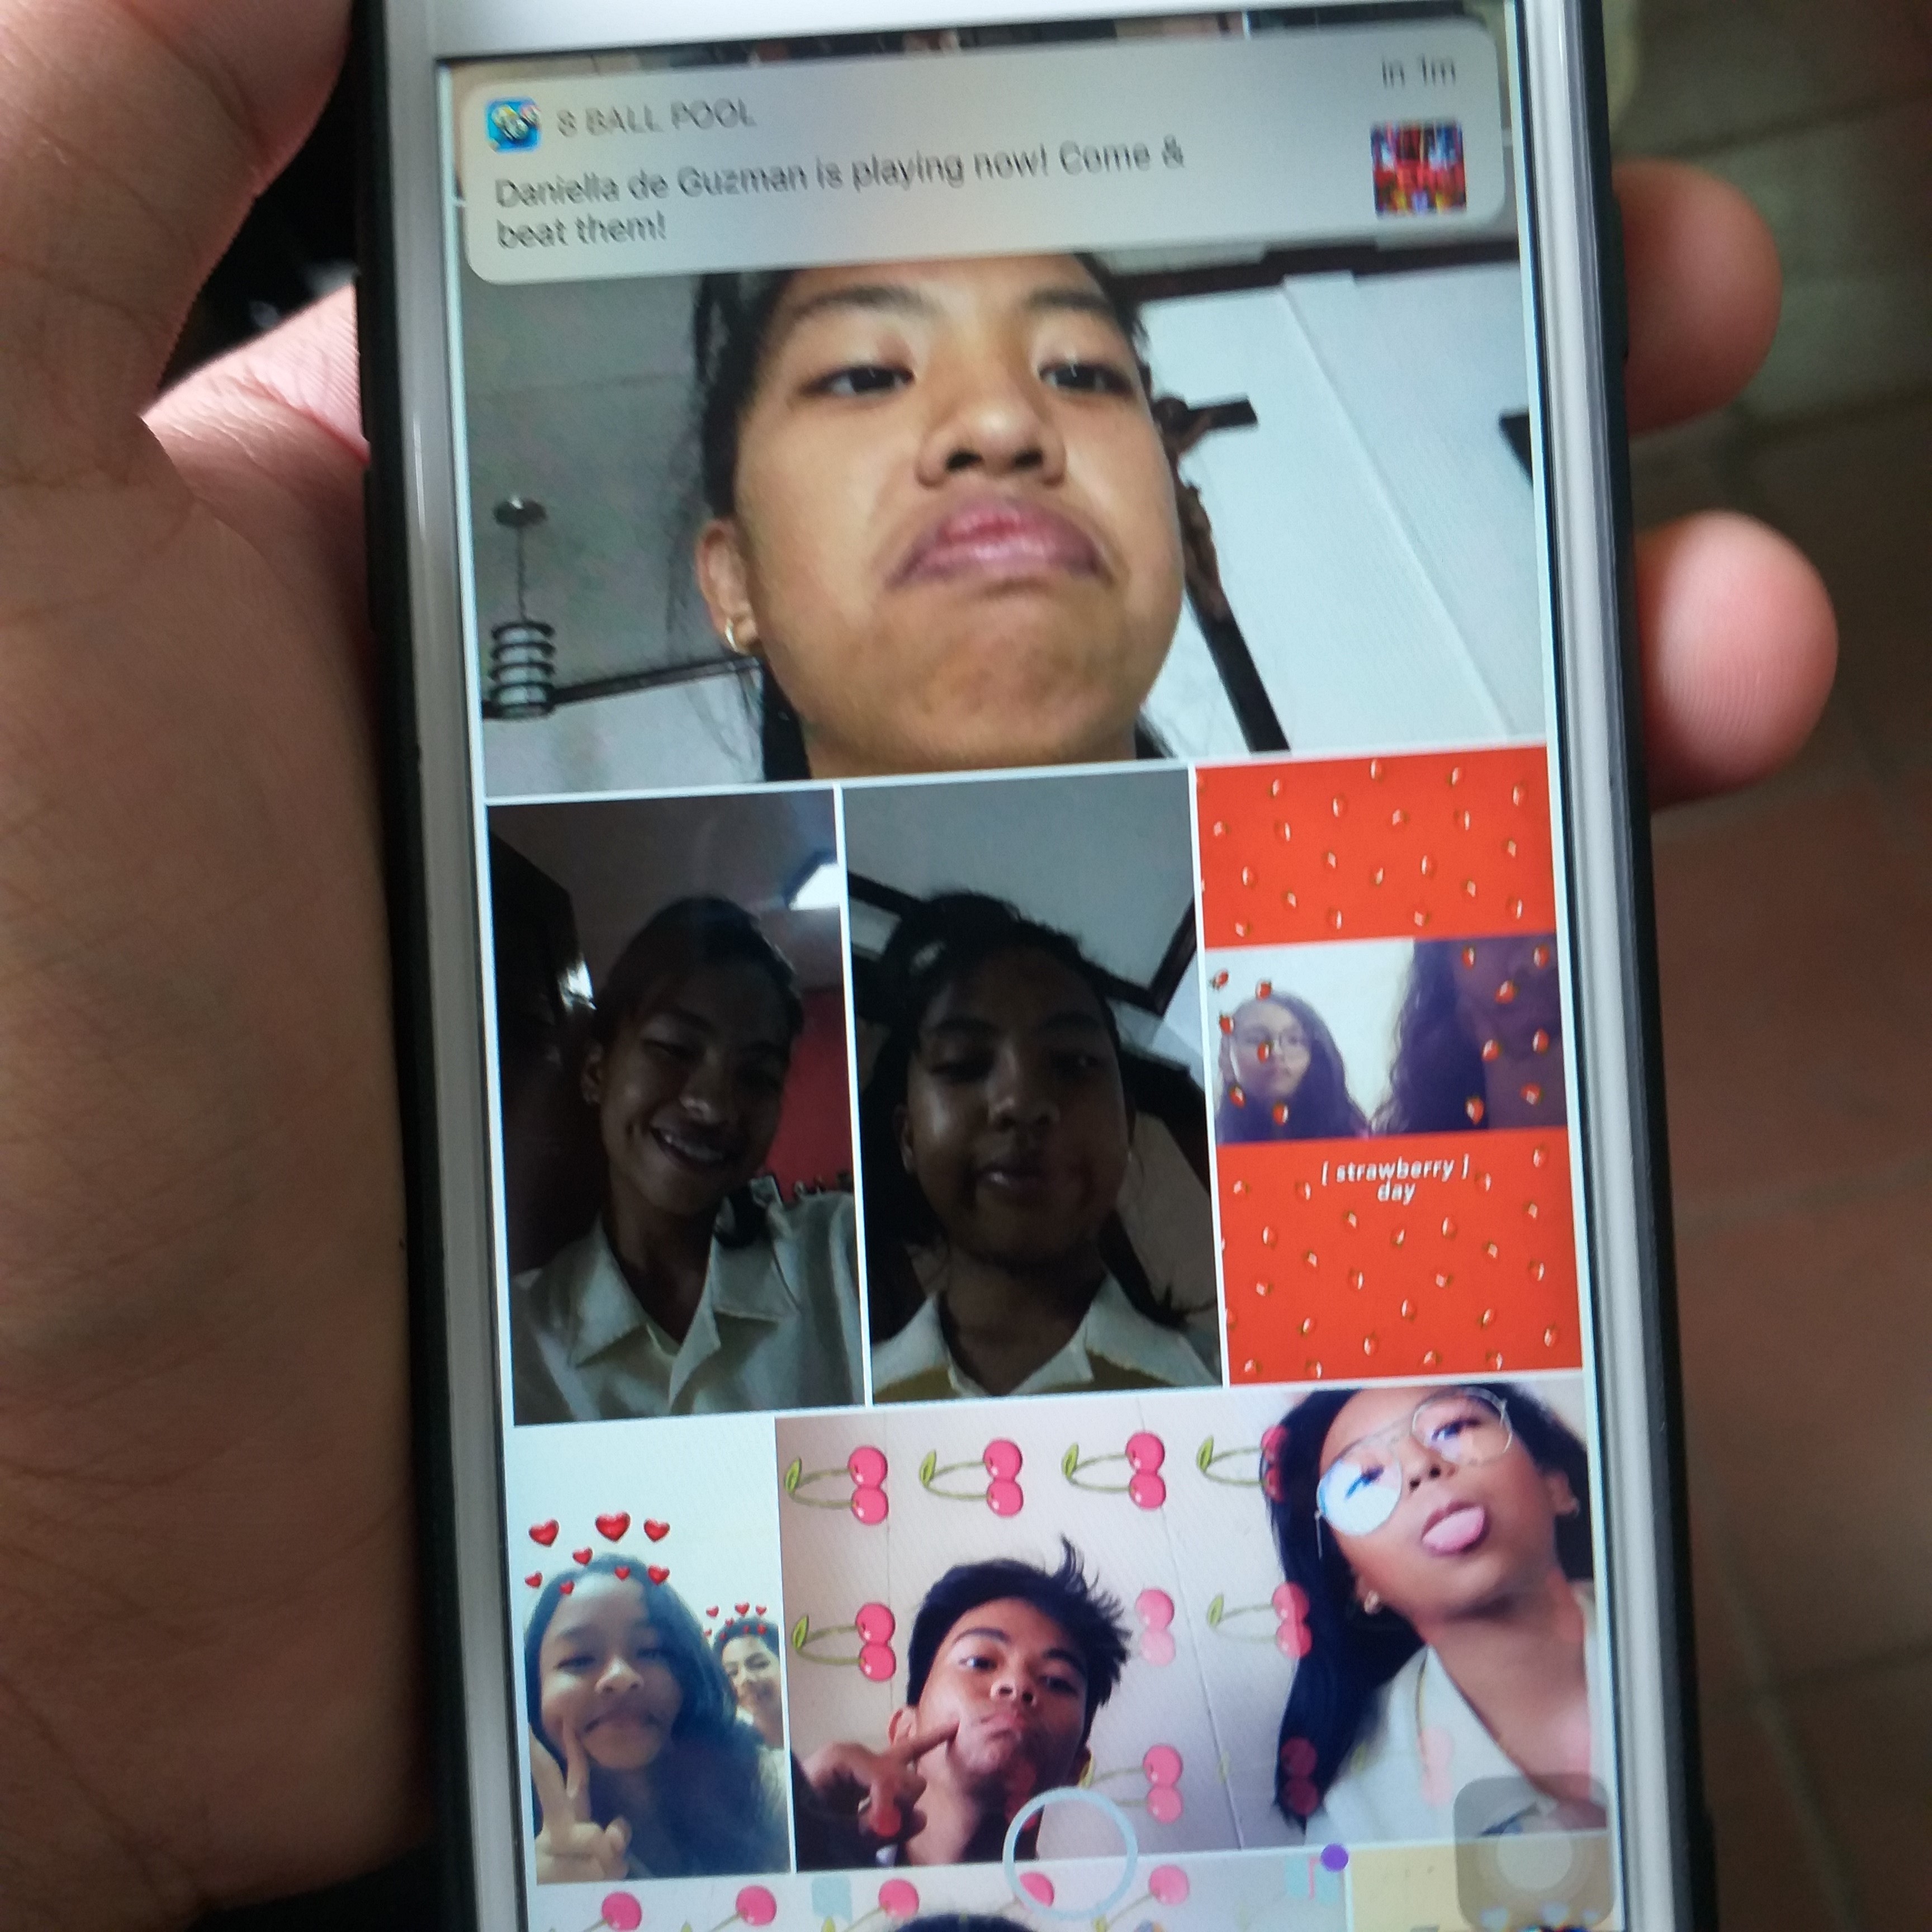 8 BALL POOL
in 1m
Daniella de Guzman is playing now! Come &
beat them!
[ strawberry ]
day